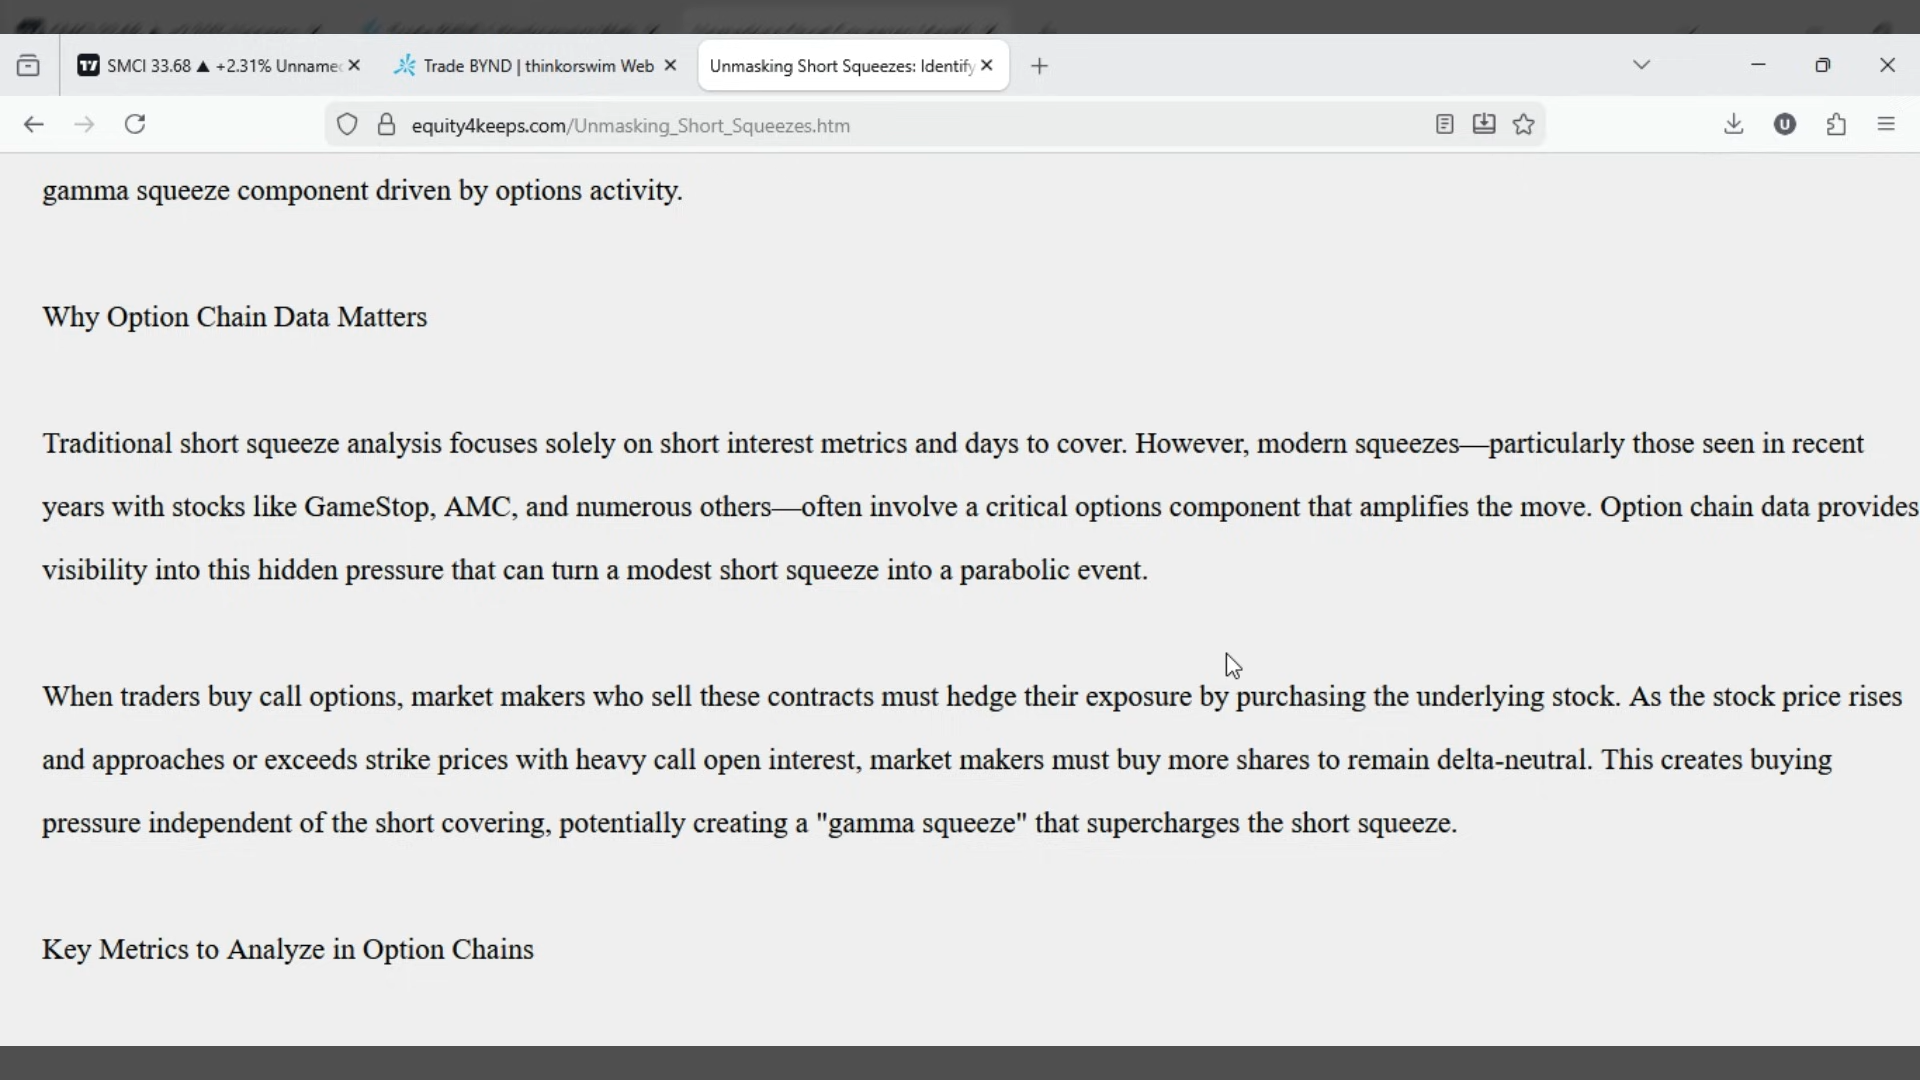 SMCI 33.68 ▲ +2.31% Unname
Trade BYND | thinkorswim Web
Unmasking Short Squeezes: Identify
equity4keeps.com/Unmasking_Short_Squeezes.htm
U
gamma squeeze component driven by options activity.
Why Option Chain Data Matters
Traditional short squeeze analysis focuses solely on short interest metrics and days to cover. However, modern squeezes—particularly those seen in recent
years with stocks like GameStop, AMC, and numerous others—often involve a critical options component that amplifies the move. Option chain data provides
visibility into this hidden pressure that can turn a modest short squeeze into a parabolic event.
When traders buy call options, market makers who sell these contracts must hedge their exposure by purchasing the underlying stock. As the stock price rises
and approaches or exceeds strike prices with heavy call open interest, market makers must buy more shares to remain delta-neutral. This creates buying
pressure independent of the short covering, potentially creating a "gamma squeeze" that supercharges the short squeeze.
Key Metrics to Analyze in Option Chains